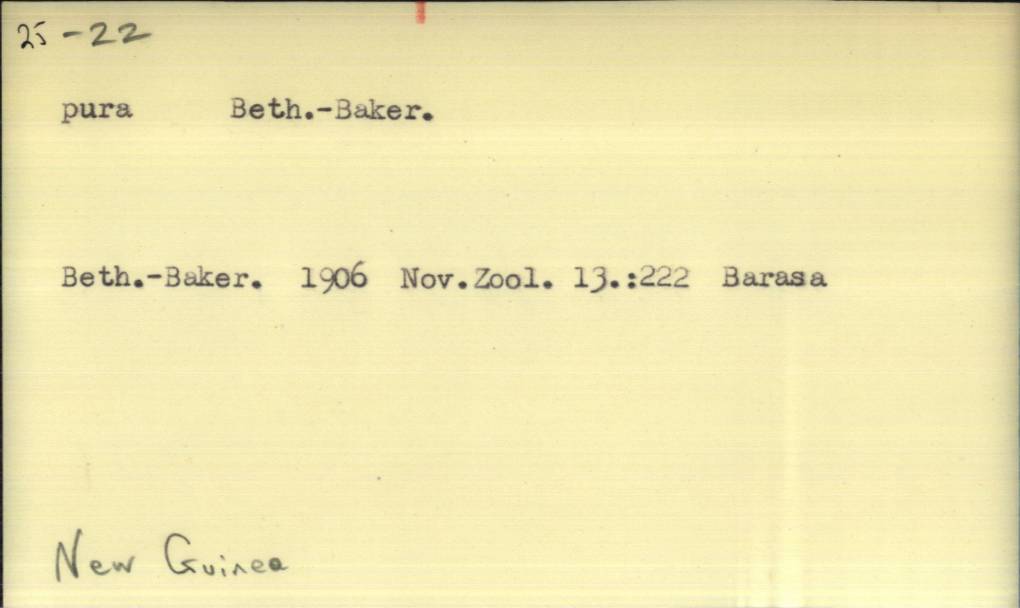 25-22
pura Beth.-Baker.
Beth.-Baker. 1906 Nov.Zool. 13.:222 Barasa
New Guinea